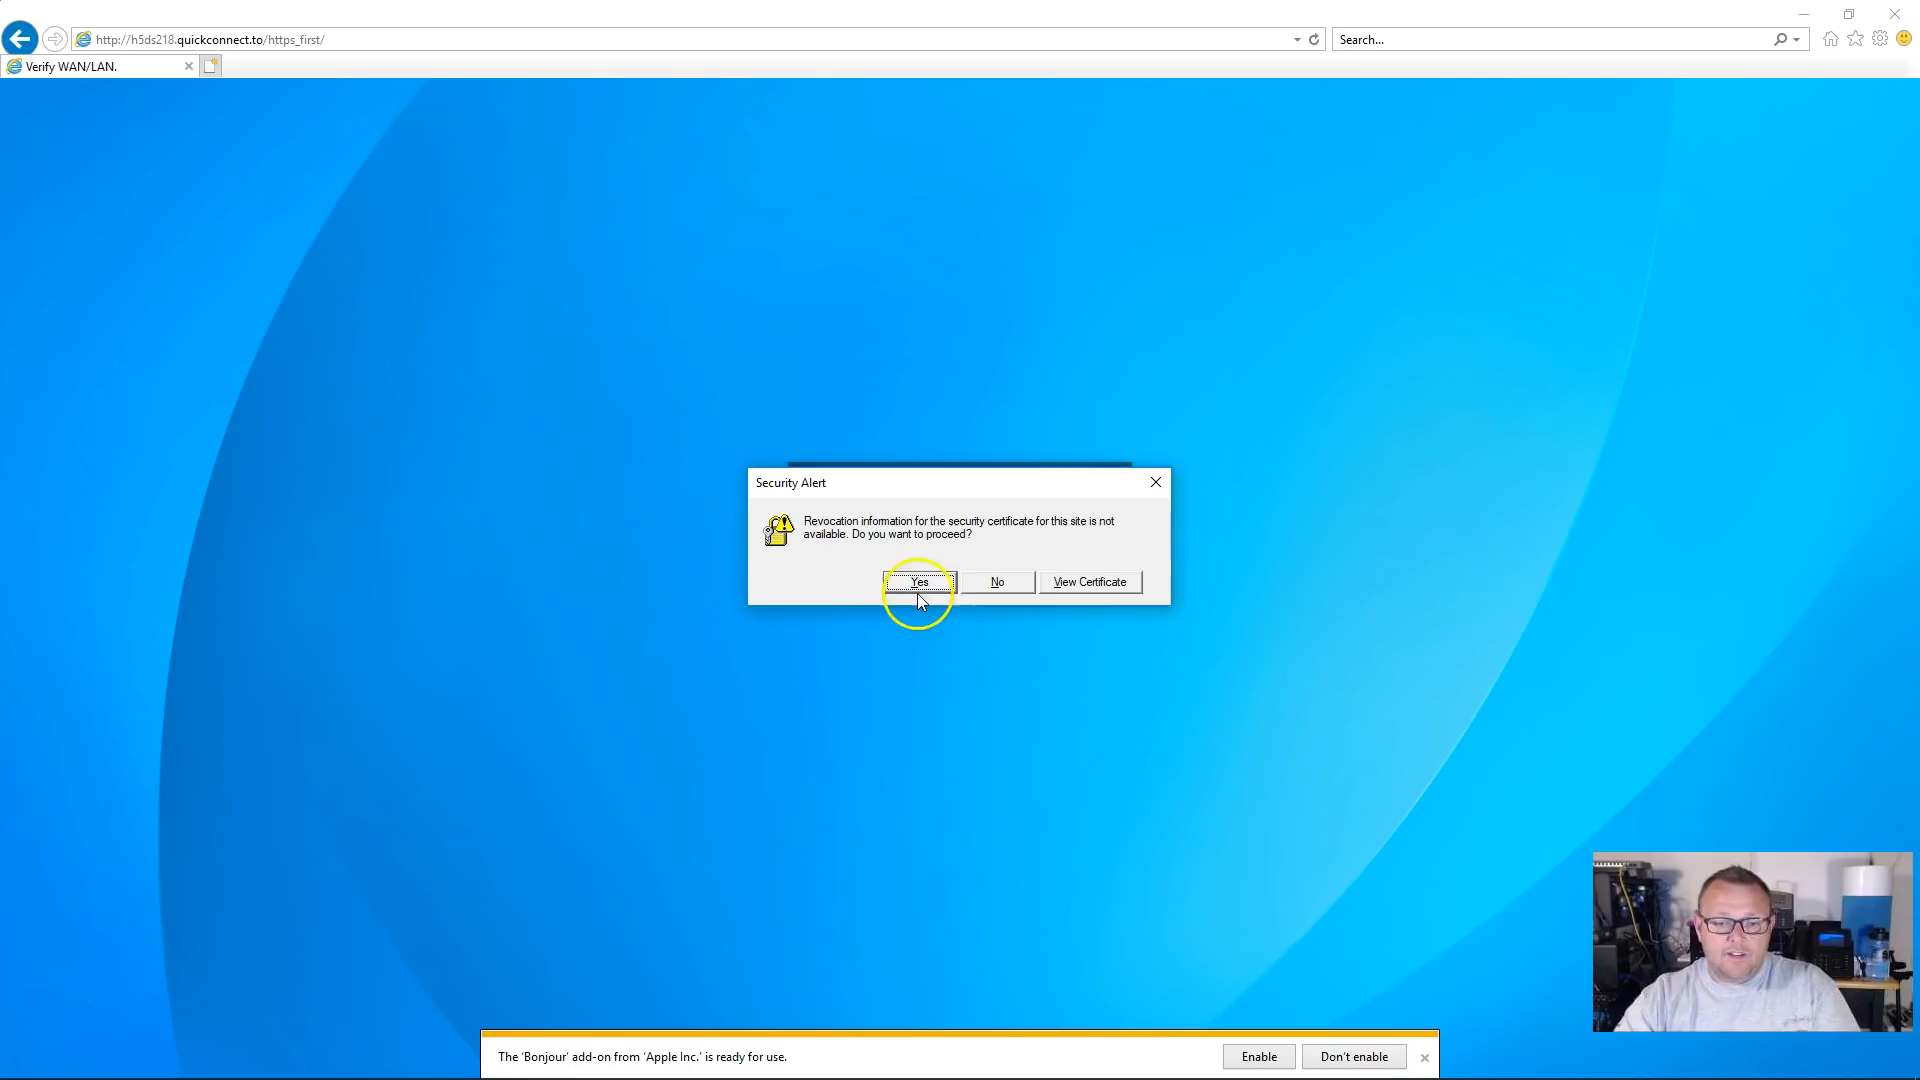 http://h5ds218.quickconnect.to/https_first/
Search...
Verify WAN/LAN.
Security Alert
Revocation information for the security certificate for this site is not
available. Do you want to proceed?
Yes
No
View Certificate
The 'Bonjour' add-on from 'Apple Inc.' is ready for use.
Enable
Don't enable